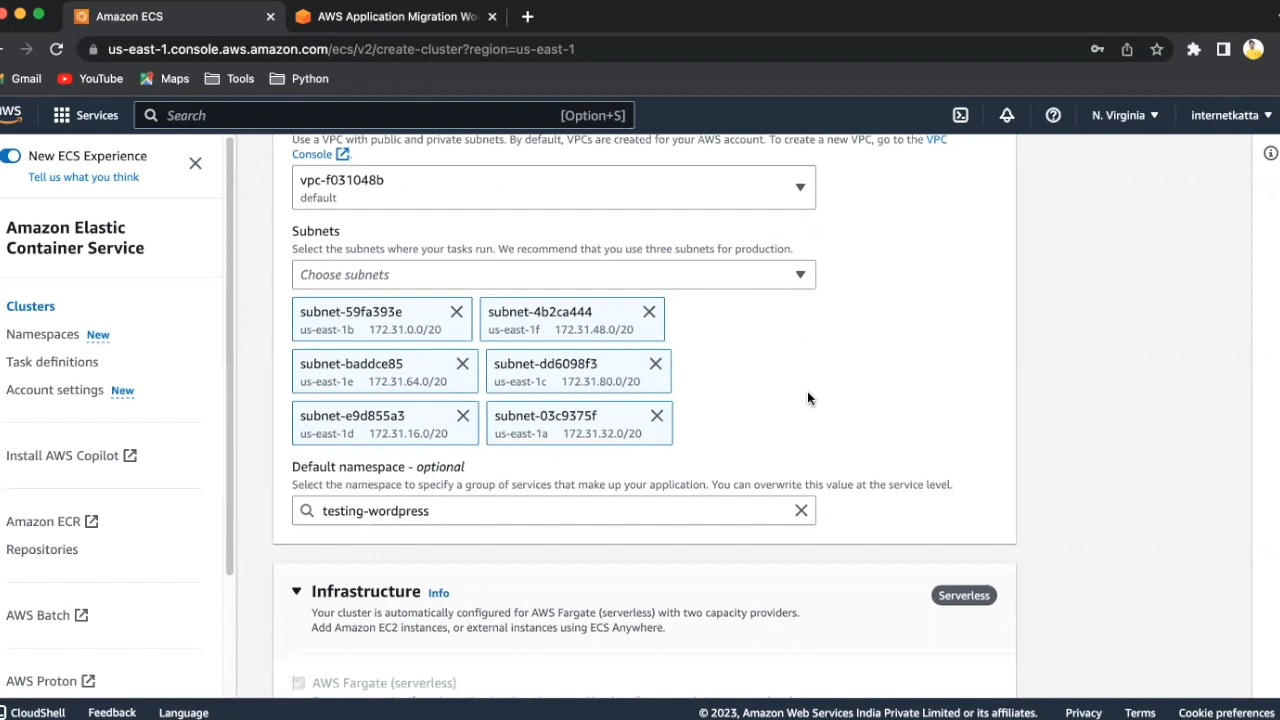 Amazon ECS
AWS Application Migration Wo
us-east-1.console.aws.amazon.com/ecs/v2/create-cluster?region=us-east-1
Gmail YouTube Maps Tools Python
aws Services Search [Option+S] N. Virginia internetkatta
New ECS Experience
Tell us what you think
Amazon Elastic
Container Service
Clusters
Namespaces New
Task definitions
Account settings New
Install AWS Copilot
Amazon ECR
Repositories
AWS Batch
AWS Proton
Use a VPC with public and private subnets. By default, VPCs are created for your AWS account. To create a new VPC, go to the VPC
Console .
vpc-f031048b
default
Subnets
Select the subnets where your tasks run. We recommend that you use three subnets for production.
Choose subnets
subnet-59fa393e
us-east-1b 172.31.0.0/20
subnet-4b2ca444
us-east-1f 172.31.48.0/20
subnet-baddce85
us-east-1e 172.31.64.0/20
subnet-dd6098f3
us-east-1c 172.31.80.0/20
subnet-e9d855a3
us-east-1d 172.31.16.0/20
subnet-03c9375f
us-east-1a 172.31.32.0/20
Default namespace - optional
Select the namespace to specify a group of services that make up your application. You can overwrite this value at the service level.
testing-wordpress
Infrastructure Info
Serverless
Your cluster is automatically configured for AWS Fargate (serverless) with two capacity providers.
Add Amazon EC2 instances, or external instances using ECS Anywhere.
AWS Fargate (serverless)
CloudShell Feedback Language © 2023, Amazon Web Services India Private Limited or its affiliates. Privacy Terms Cookie preferences